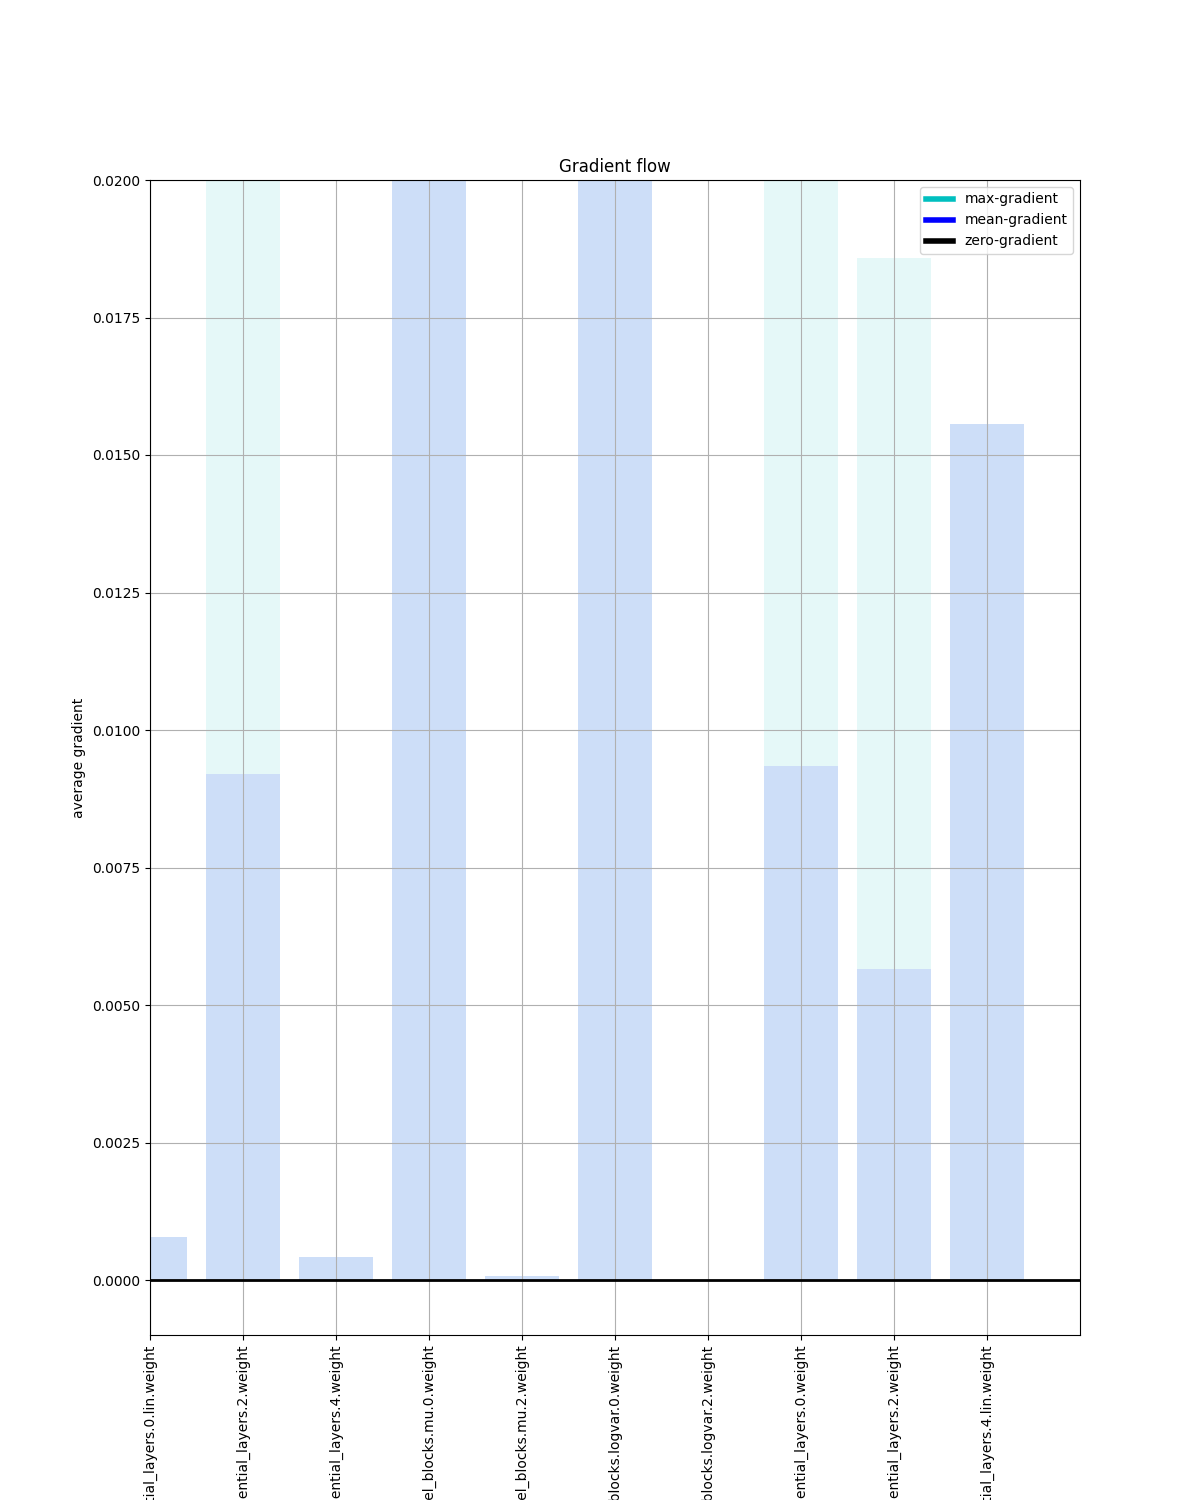 Gradient flow
max-gradient
mean-gradient
zero-gradient
0.0200
0.0175
0.0150
0.0125
0.0100
0.0075
0.0050
0.0025
0.0000
average gradient
tial_layers.0.lin.weight
ential_layers.2.weight
ential_layers.4.weight
el_blocks.mu.0.weight
el_blocks.mu.2.weight
blocks.logvar.0.weight
blocks.logvar.2.weight
ential_layers.0.weight
ential_layers.2.weight
tial_layers.4.lin.weight